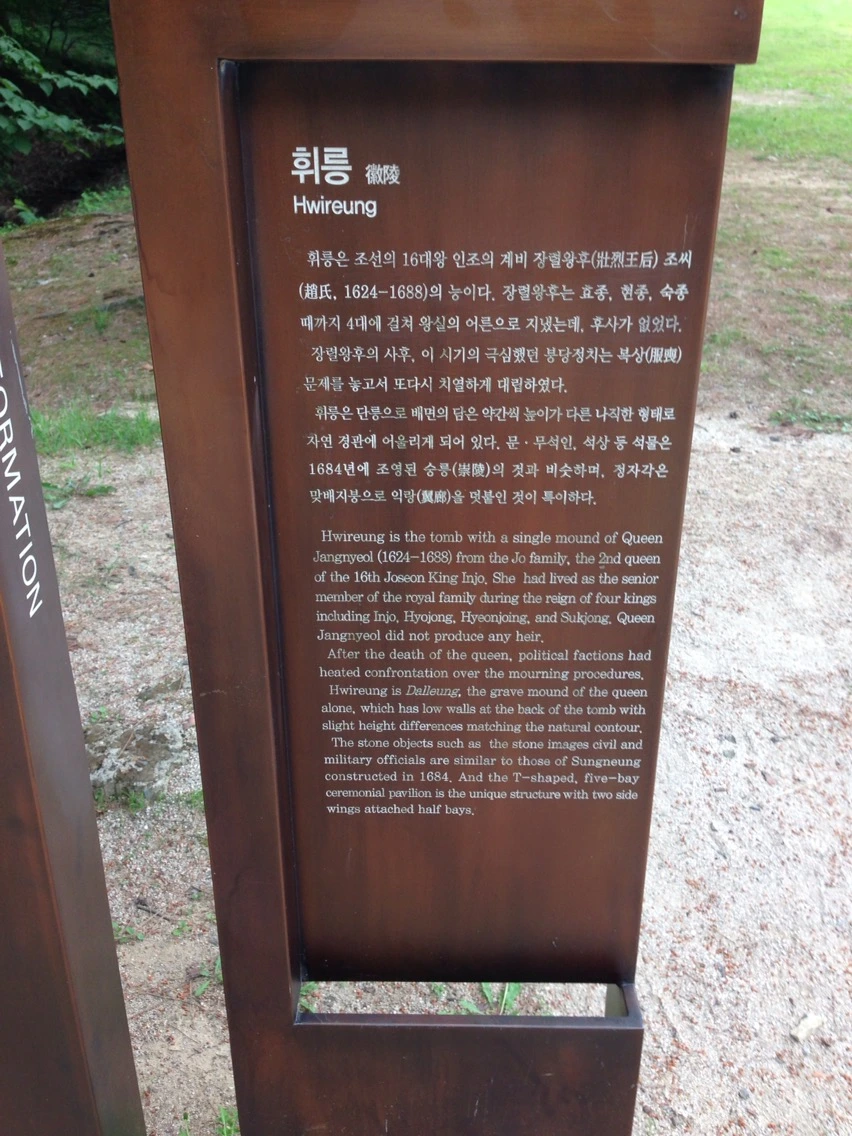 휘릉 徽陵
Hwireung
휘릉은 조선의 16대왕 인조의 계비 장렬왕후(壯烈王后) 조씨
(趙氏, 1624-1688)의 능이다. 장렬왕후는 효종, 현종, 숙종
때까지 4대에 걸쳐 왕실의 어른으로 지냈는데, 후사가 없었다.
장렬왕후의 사후, 이 시기의 극심했던 붕당정치는 복상(服喪)
문제를 놓고서 또다시 치열하게 대립하였다.
휘릉은 단릉으로 배면의 담은 약간씩 높이가 다른 나직한 형태로
자연 경관에 어울리게 되어 있다. 문·무석인, 석상 등 석물은
1684년에 조영된 숭릉(崇陵)의 것과 비슷하며, 정자각은
맞배지붕으로 익랑(翼廊)을 덧붙인 것이 특이하다.
Hwireung is the tomb with a single mound of Queen
Jangnyeol (1624-1688) from the Jo family, the 2nd queen
of the 16th Joseon King Injo. She had lived as the senior
member of the royal family during the reign of four kings
including Injo, Hyojong, Hyeonjoing, and Sukjong. Queen
Jangnyeol did not produce any heir.
After the death of the queen, political factions had
heated confrontation over the mourning procedures.
Hwireung is Dalleung, the grave mound of the queen
alone, which has low walls at the back of the tomb with
slight height differences matching the natural contour.
The stone objects such as the stone images civil and
military officials are similar to those of Sungneung
constructed in 1684. And the T-shaped, five-bay
ceremonial pavilion is the unique structure with two side
wings attached half bays.
ORMATION